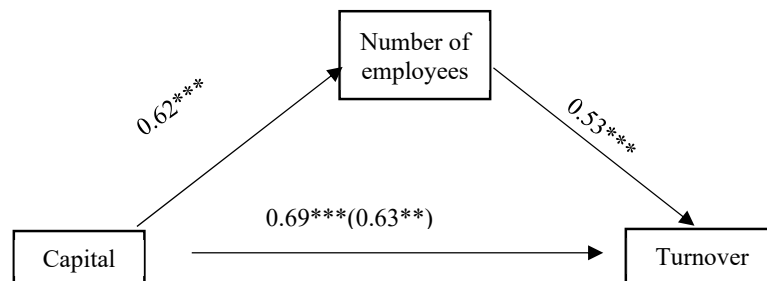 Number of
employees
0.62***
0.53***
0.69***(0.63**)
Capital
Turnover